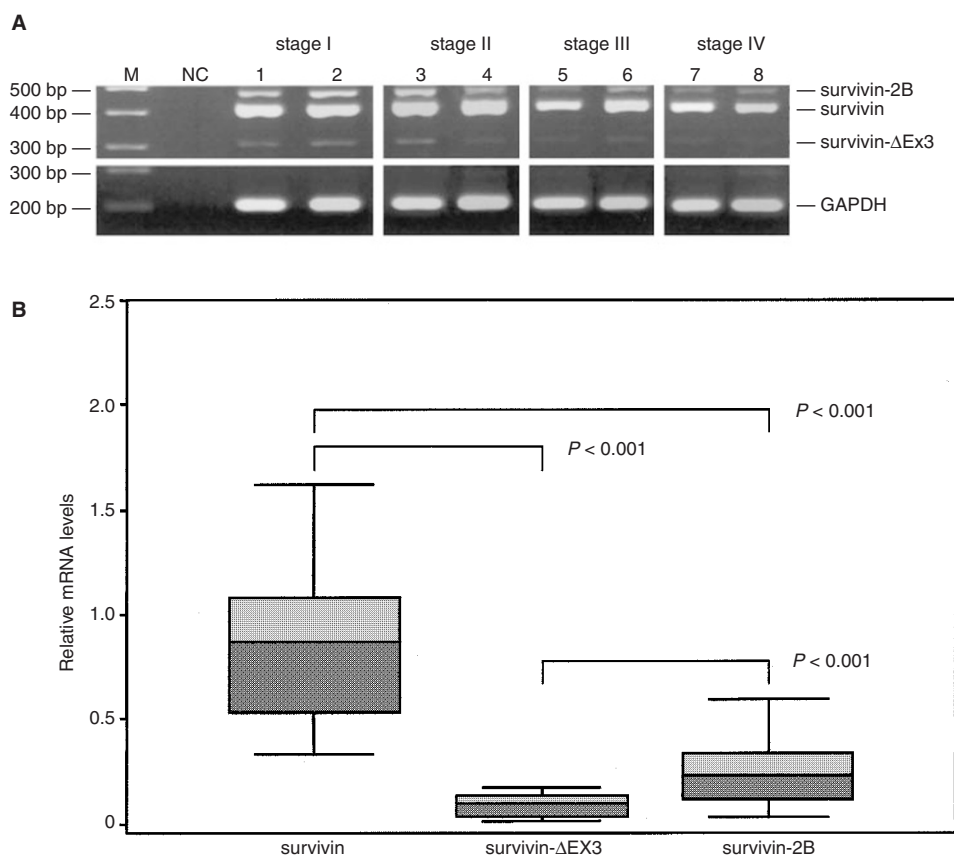 A
stage I stage II stage III stage IV
M NC 1 2 3 4 5 6 7 8
500 bp survivin-2B
400 bp survivin
300 bp survivin-ΔEx3
300 bp
200 bp GAPDH
B
2.5
2.0
P < 0.001
P < 0.001
1.5
Relative mRNA levels
1.0
P < 0.001
0.5
0
survivin survivin-ΔEX3 survivin-2B